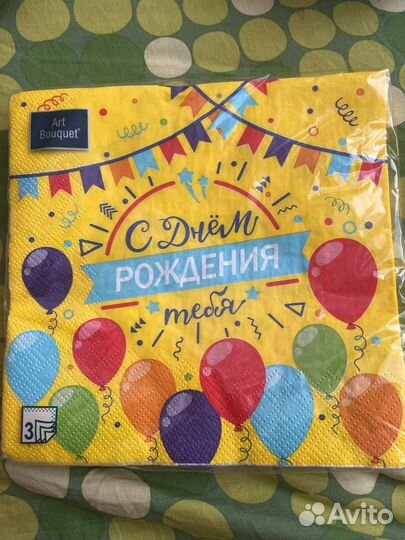 Art
Bouquet®
С Днём
РОЖДЕНИЯ
тебя
3
Avito